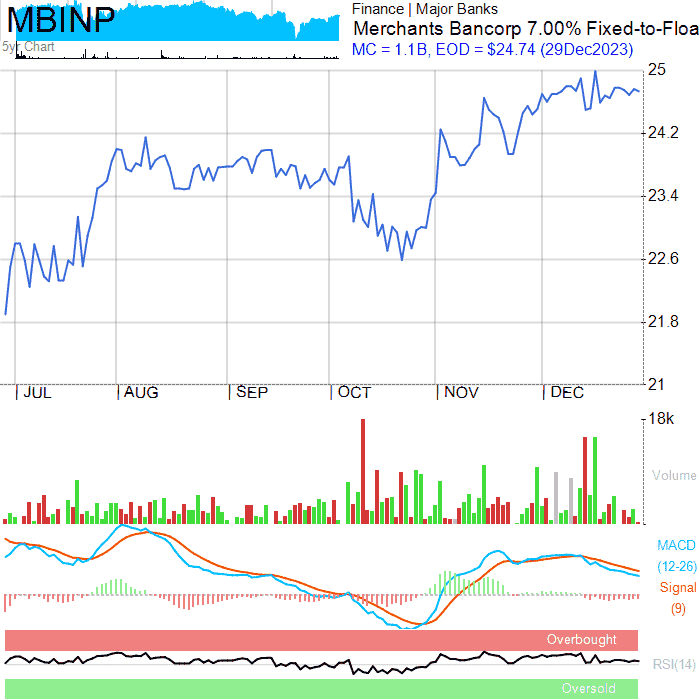 MBINP
5yr Chart
Finance | Major Banks
Merchants Bancorp 7.00% Fixed-to-Floa
MC = 1.1B, EOD = $24.74 (29Dec2023)
25
24.2
23.4
22.6
21.8
21
JUL AUG SEP OCT NOV DEC
18k
Volume
MACD
(12-26)
Signal
(9)
Overbought
RSI(14)
Oversold